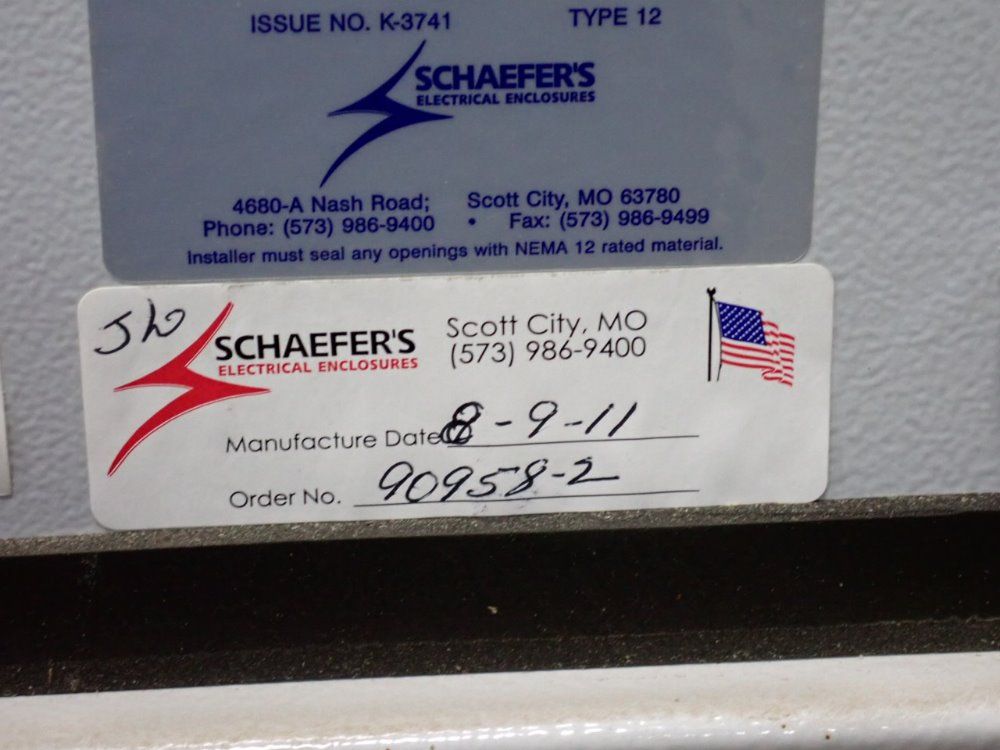 ISSUE NO. K-3741 TYPE 12
SCHAEFER'S
ELECTRICAL ENCLOSURES
4680-A Nash Road; Scott City, MO 63780
Phone: (573) 986-9400 • Fax: (573) 986-9499
Installer must seal any openings with NEMA 12 rated material.
SCHAEFER'S
ELECTRICAL ENCLOSURES
Scott City, MO
(573) 986-9400
Manufacture Date 8-9-11
Order No. 90958-2